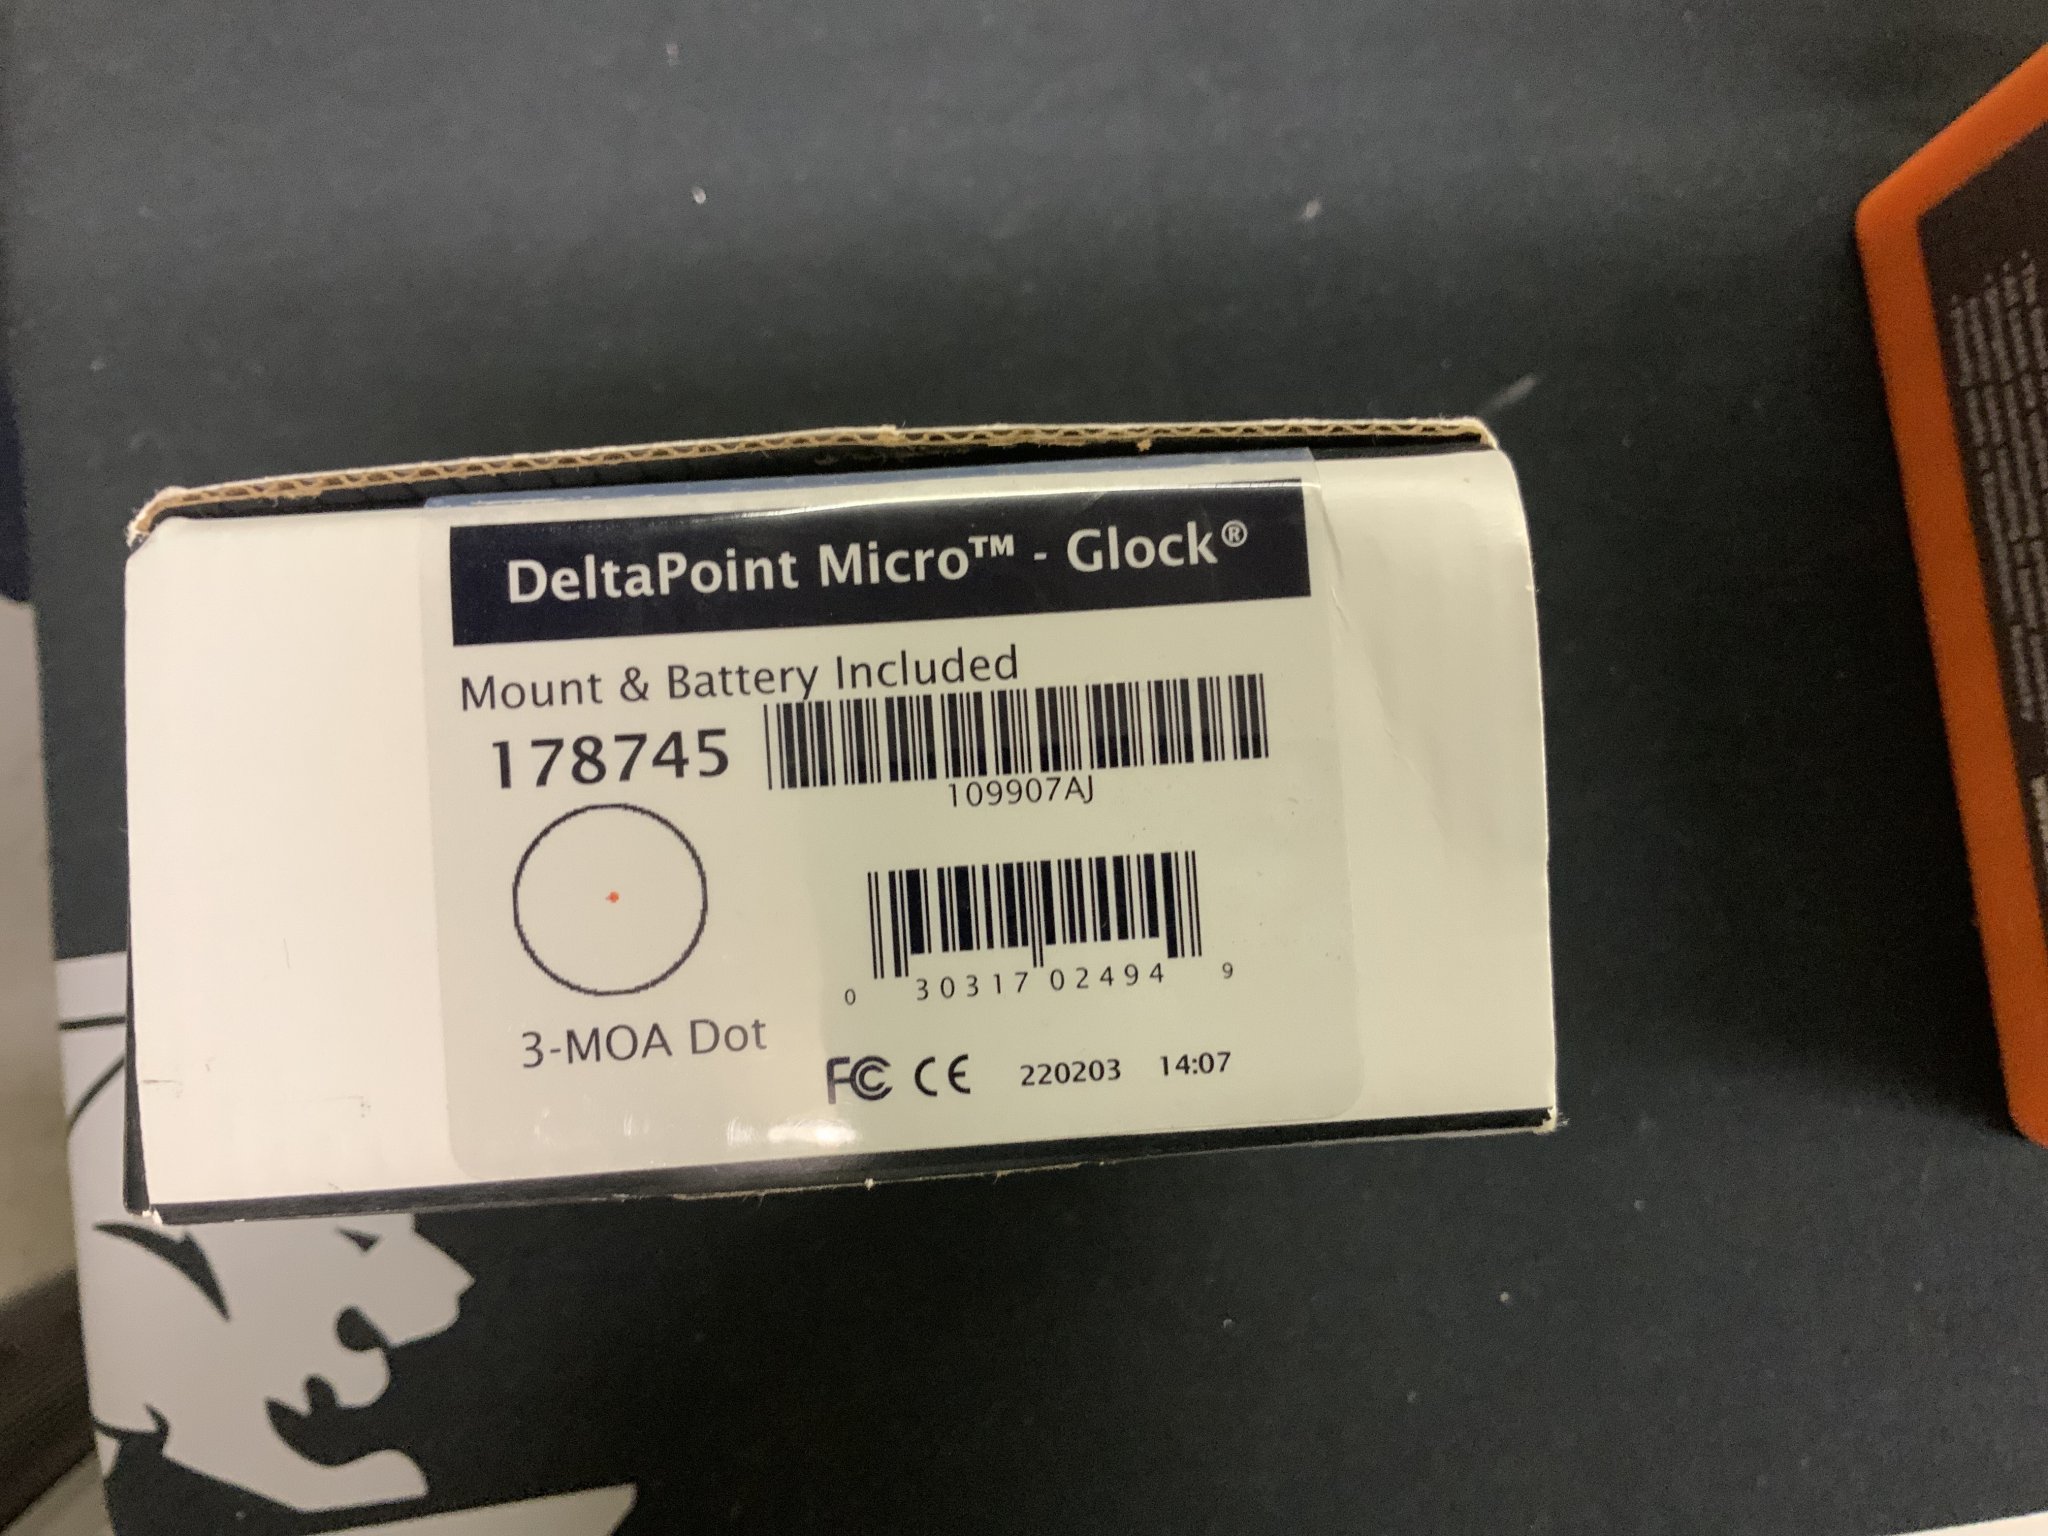 DeltaPoint Micro™ - Glock®
Mount & Battery Included
178745
109907AJ
0 30317 02494 9
3-MOA Dot
FC CE 220203 14:07